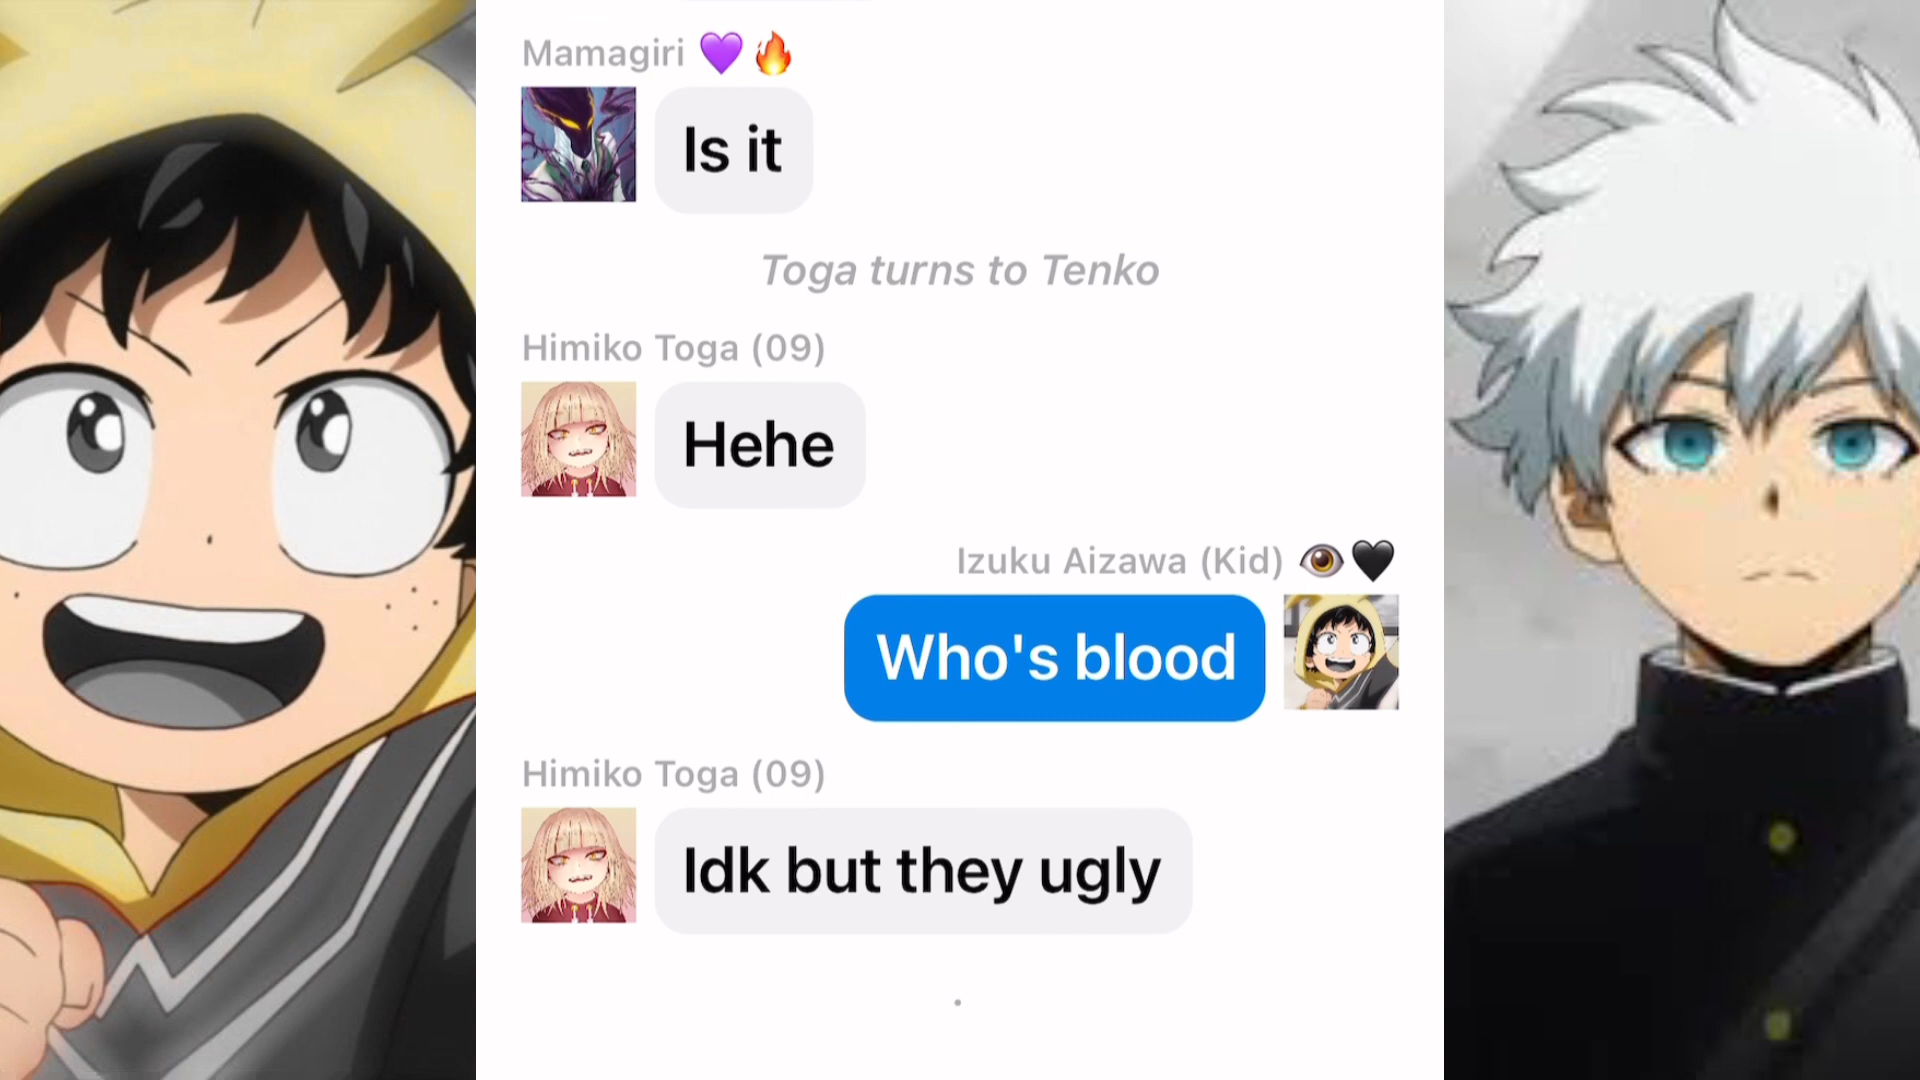 Mamagiri 💜🔥
Is it
Toga turns to Tenko
Himiko Toga (09)
Hehe
Izuku Aizawa (Kid) 👁️🖤
Who's blood
Himiko Toga (09)
Idk but they ugly
.